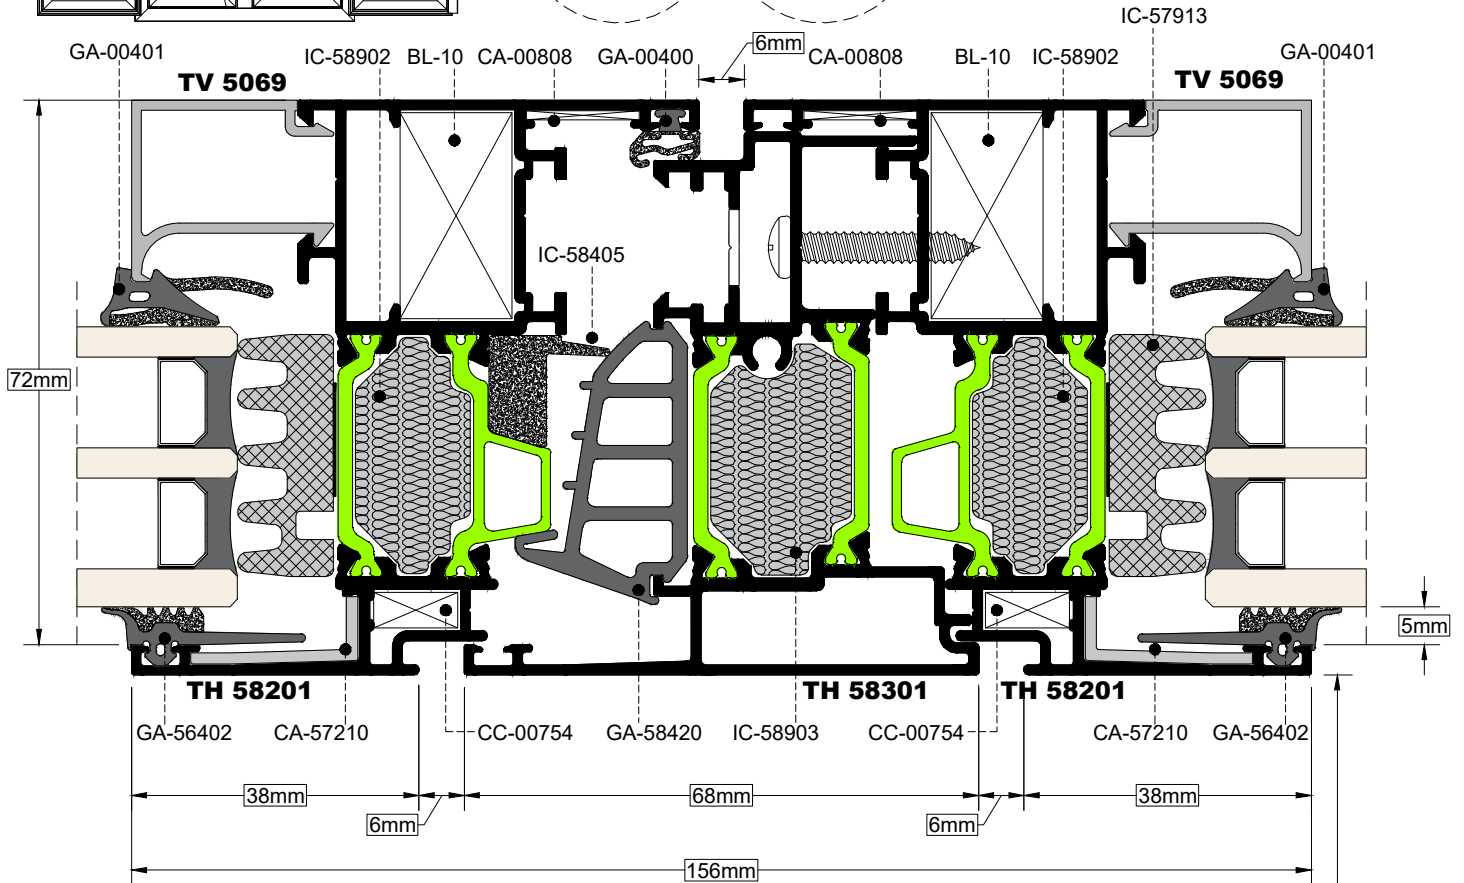 IC-57913
6mm
GA-00401
IC-58902
BL-10
CA-00808
GA-00400
CA-00808
BL-10
IC-58902
GA-00401
TV 5069
TV 5069
IC-58405
72mm
5mm
TH 58201
TH 58301
TH 58201
GA-56402
CA-57210
CC-00754
GA-58420
IC-58903
CC-00754
CA-57210
GA-56402
38mm
68mm
38mm
6mm
6mm
156mm